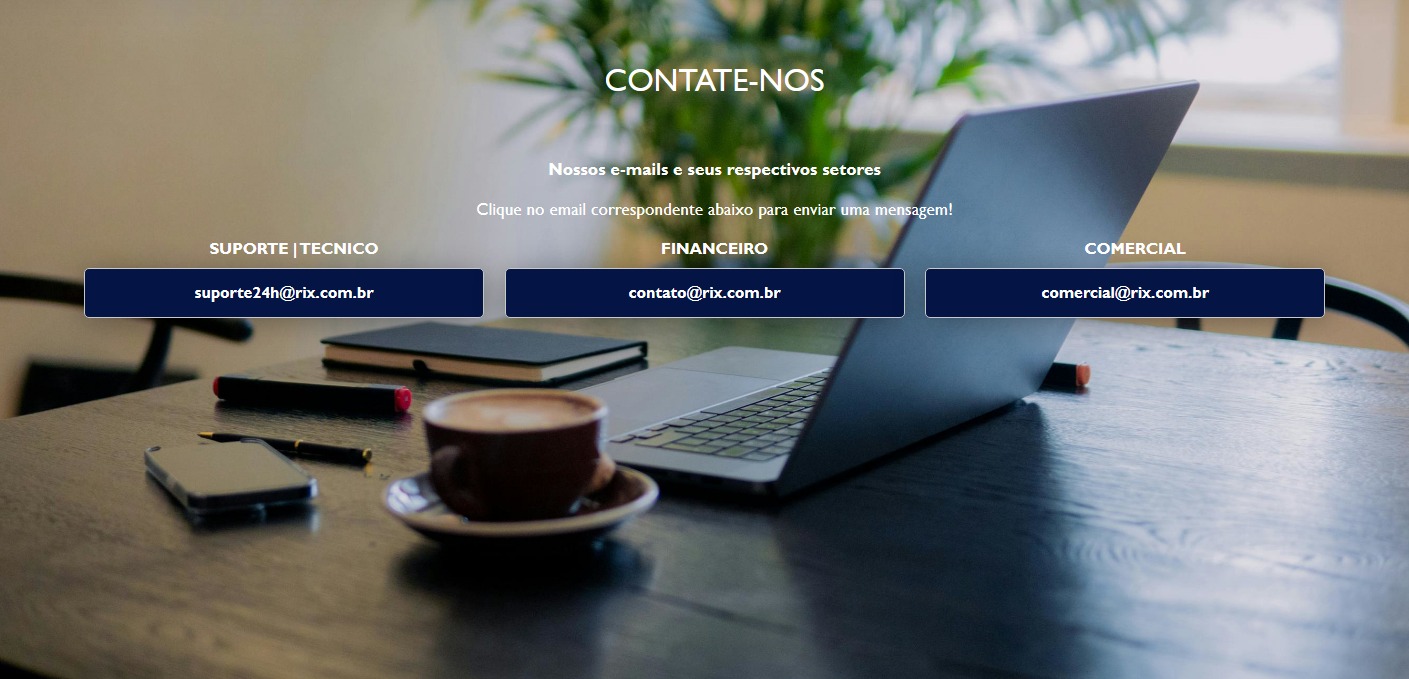 CONTATE-NOS
Nossos e-mails e seus respectivos setores
Clique no email correspondente abaixo para enviar uma mensagem!
SUPORTE | TECNICO
FINANCEIRO
COMERCIAL
suporte24h@rix.com.br
contato@rix.com.br
comercial@rix.com.br